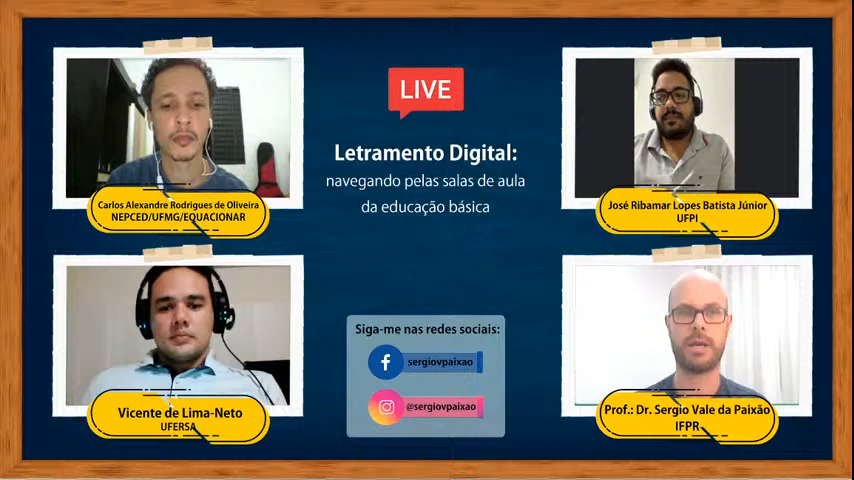 LIVE
Letramento Digital:
navegando pelas salas de aula
da educação básica
Carlos Alexandre Rodrigues de Oliveira
NEPCED/UFMG/EQUACIONAR
José Ribamar Lopes Batista Júnior
UFPI
Vicente de Lima-Neto
UFERSA
Siga-me nas redes sociais:
sergiovpaixao
@sergiovpaixao
Prof.: Dr. Sergio Vale da Paixão
IFPR